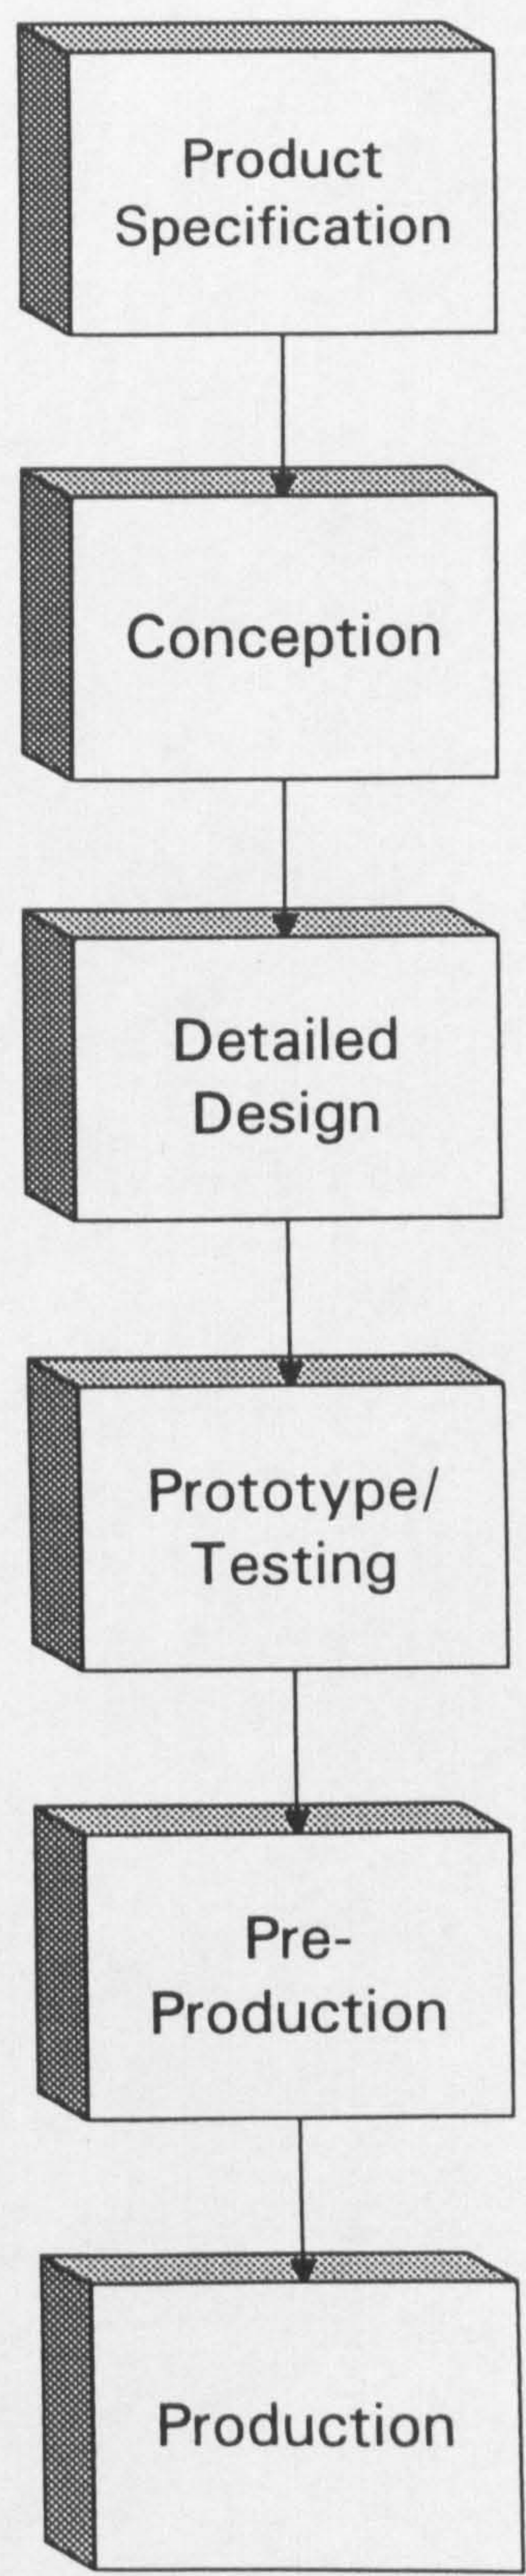 Product
Specification
Conception
Detailed
Design
Prototype/
Testing
Pre-
Production
Production